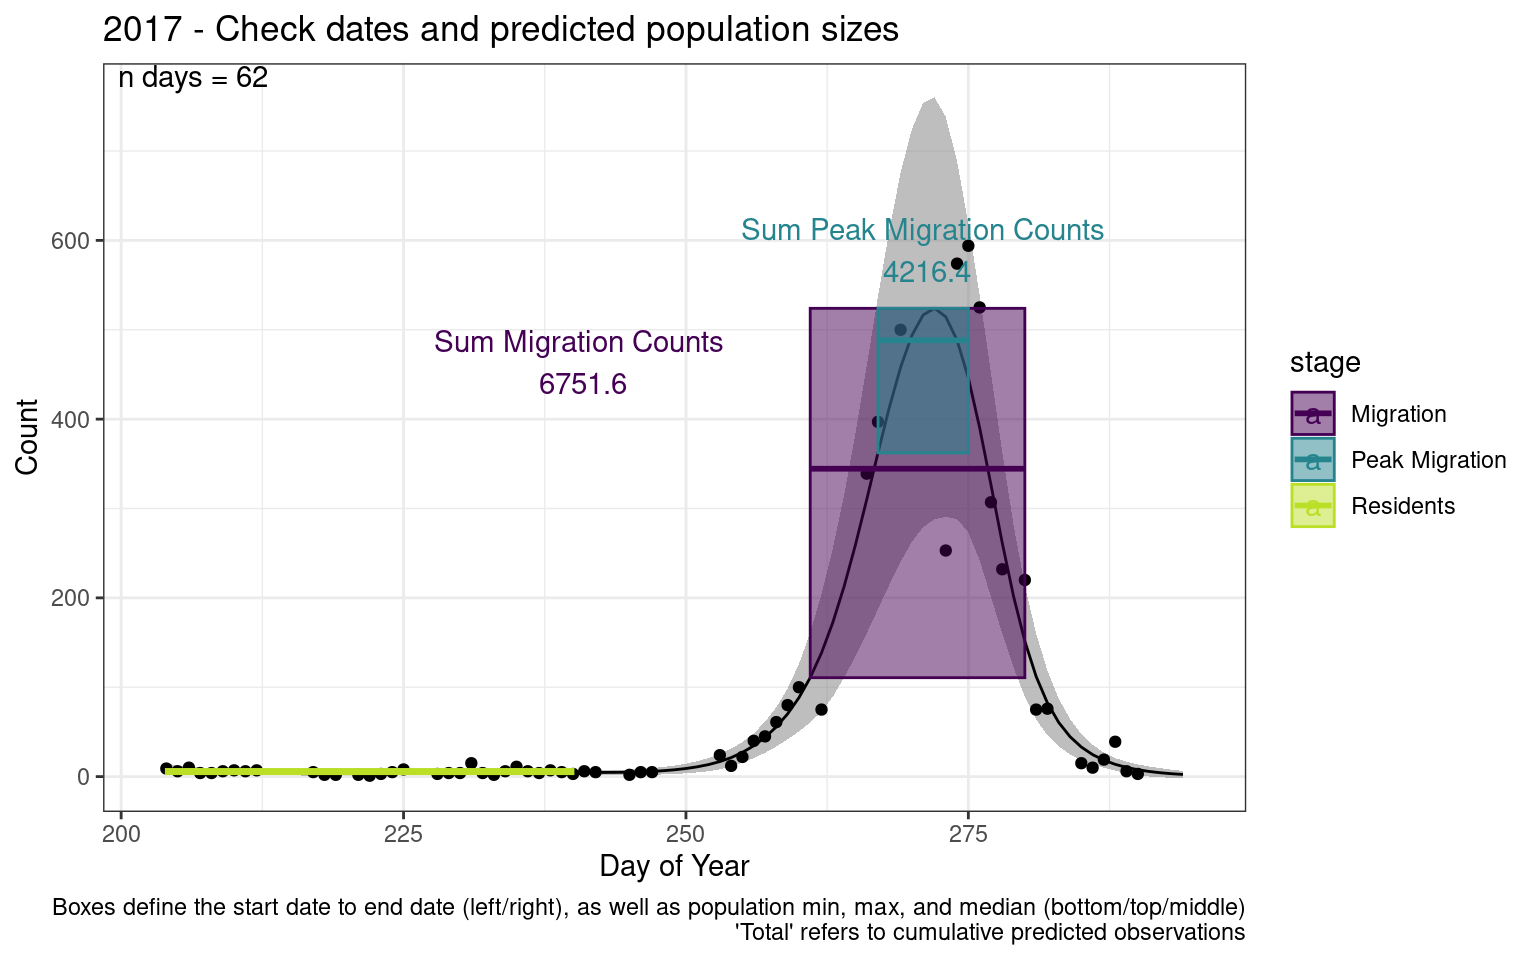 2017 - Check dates and predicted population sizes
n days = 62
Sum Peak Migration Counts
4216.4
Sum Migration Counts
6751.6
Count
600
400
200
0
200
225
250
275
Day of Year
stage
a Migration
a Peak Migration
a Residents
Boxes define the start date to end date (left/right), as well as population min, max, and median (bottom/top/middle)
'Total' refers to cumulative predicted observations